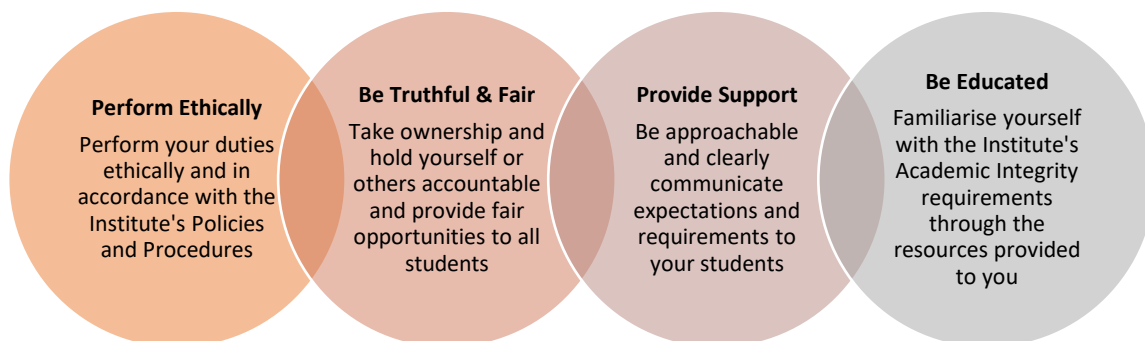 Perform Ethically
Perform your duties
ethically and in
accordance with the
Institute's Policies
and Procedures
Be Truthful & Fair
Take ownership and
hold yourself or
others accountable
and provide fair
opportunities to all
students
Provide Support
Be approachable
and clearly
communicate
expectations and
requirements to
your students
Be Educated
Familiarise yourself
with the Institute's
Academic Integrity
requirements
through the
resources provided
to you